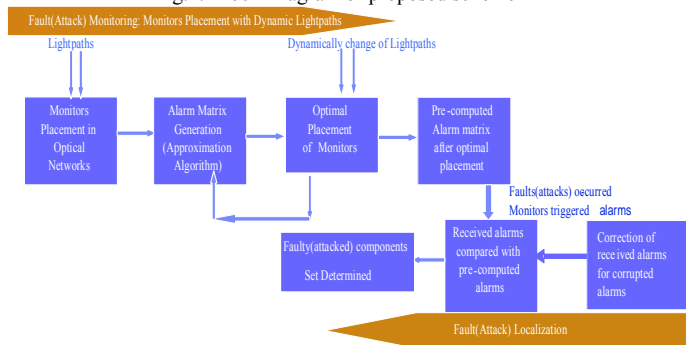 Fault(Attack) Monitoring: Monitors Placement with Dynamic Lightpaths
Lightpaths
Dynamically change of Lightpaths
Monitors
Placement in
Optical
Networks
Alarm Matrix
Generation
(Approximation
Algorithm)
Optimal
Placement
of Monitors
Pre-computed
Alarm matrix
after optimal
placement
Faults(attacks) occurred
Monitors triggered alarms
Faulty(attacked) components
Set Determined
Received alarms
compared with
pre-computed
alarms
Correction of
received alarms
for corrupted
alarms
Fault(Attack) Localization